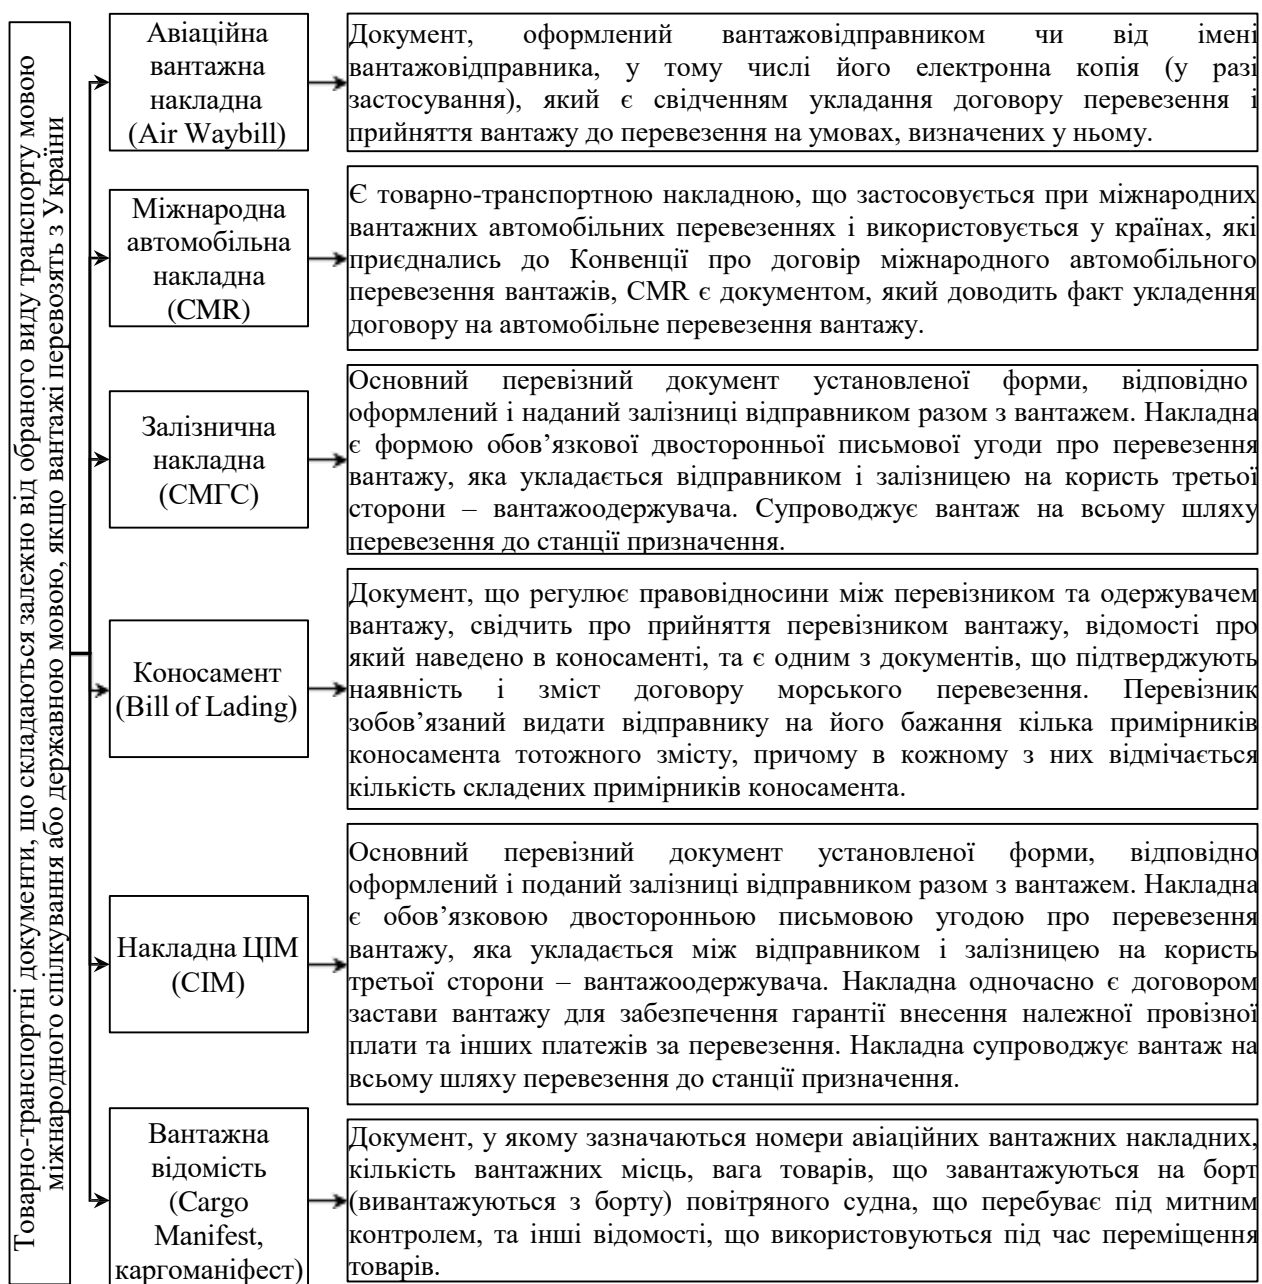 Товарно-транспортні документи, що складаються залежно від обраного виду транспорту мовою
міжнародного спілкування або державною мовою, якщо вантажі перевозять з України
Авіаційна
вантажна
накладна
(Air Waybill)
Документ, оформлений вантажовідправником чи від імені
вантажовідправника, у тому числі його електронна копія (у разі
застосування), який є свідченням укладання договору перевезення і
прийняття вантажу до перевезення на умовах, визначених у ньому.
Міжнародна
автомобільна
накладна
(CMR)
Є товарно-транспортною накладною, що застосовується при міжнародних
вантажних автомобільних перевезеннях і використовується у країнах, які
приєднались до Конвенції про договір міжнародного автомобільного
перевезення вантажів, CMR є документом, який доводить факт укладення
договору на автомобільне перевезення вантажу.
Залізнична
накладна
(СМГС)
Основний перевізний документ установленої форми, відповідно
оформлений і наданий залізниці відправником разом з вантажем. Накладна
є формою обов’язкової двосторонньої письмової угоди про перевезення
вантажу, яка укладається відправником і залізницею на користь третьої
сторони – вантажоодержувача. Супроводжує вантаж на всьому шляху
перевезення до станції призначення.
Коносамент
(Bill of Lading)
Документ, що регулює правовідносини між перевізником та одержувачем
вантажу, свідчить про прийняття перевізником вантажу, відомості про
який наведено в коносаменті, та є одним з документів, що підтверджують
наявність і зміст договору морського перевезення. Перевізник
зобов’язаний видати відправнику на його бажання кілька примірників
коносамента тотожного змісту, причому в кожному з них відмічається
кількість складених примірників коносамента.
Накладна ЦІМ
(CIM)
Основний перевізний документ установленої форми, відповідно
оформлений і поданий залізниці відправником разом з вантажем. Накладна
є обов’язковою двосторонньою письмовою угодою про перевезення
вантажу, яка укладається між відправником і залізницею на користь
третьої сторони – вантажоодержувача. Накладна одночасно є договором
застави вантажу для забезпечення гарантії внесення належної провізної
плати та інших платежів за перевезення. Накладна супроводжує вантаж на
всьому шляху перевезення до станції призначення.
Вантажна
відомість
(Cargo
Manifest,
каргоманіфест)
Документ, у якому зазначаються номери авіаційних вантажних накладних,
кількість вантажних місць, вага товарів, що завантажуються на борт
(вивантажуються з борту) повітряного судна, що перебуває під митним
контролем, та інші відомості, що використовуються під час переміщення
товарів.